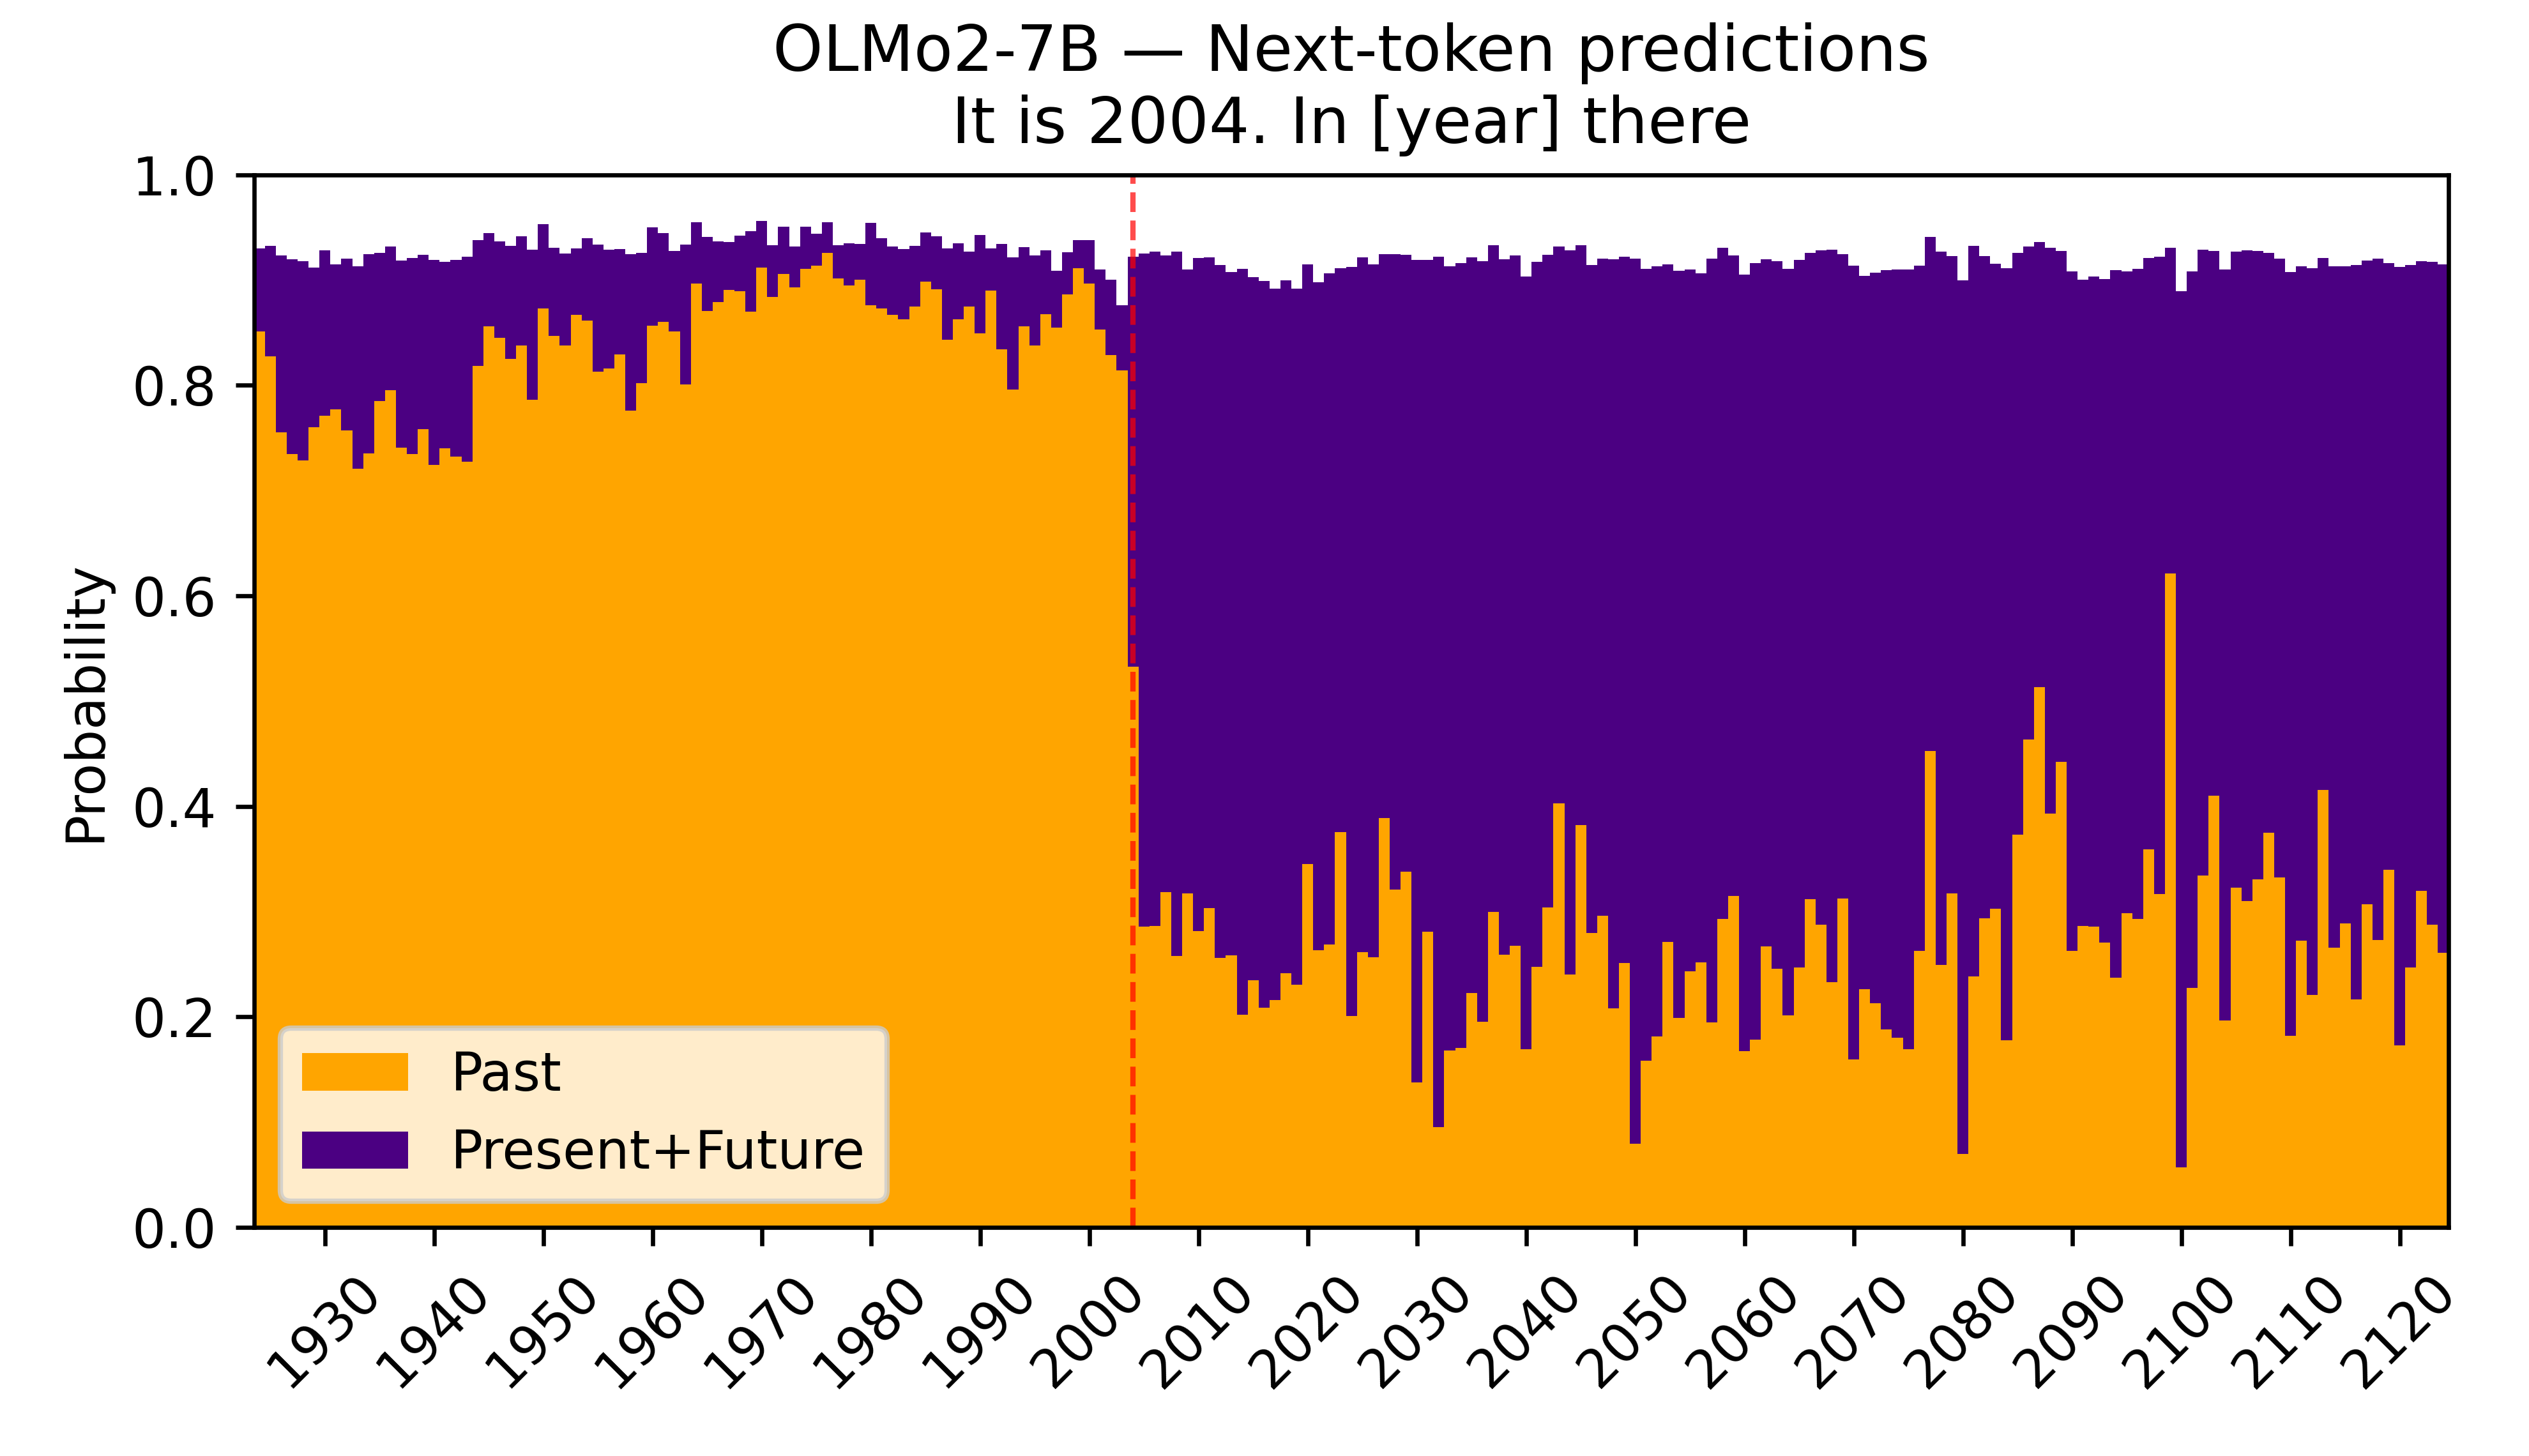 OLMo2-7B — Next-token predictions
It is 2004. In [year] there
Probability
1.0
0.8
0.6
0.4
0.2
0.0
Past
Present+Future
1930 1940 1950 1960 1970 1980 1990 2000 2010 2020 2030 2040 2050 2060 2070 2080 2090 2100 2110 2120